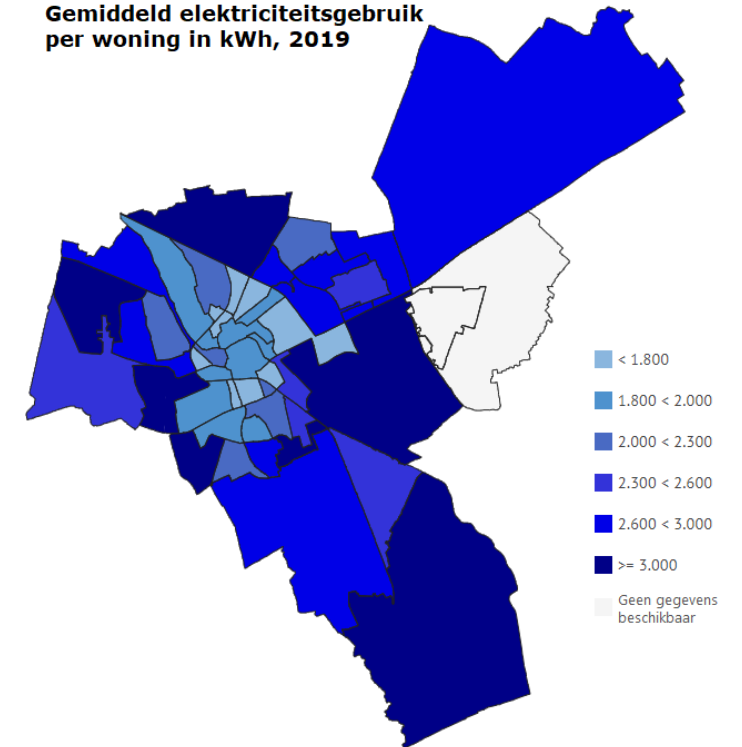 Gemiddeld elektriciteitsgebruik
per woning in kWh, 2019
< 1.800
1.800 < 2.000
2.000 < 2.300
2.300 < 2.600
2.600 < 3.000
>= 3.000
Geen gegevens
beschikbaar